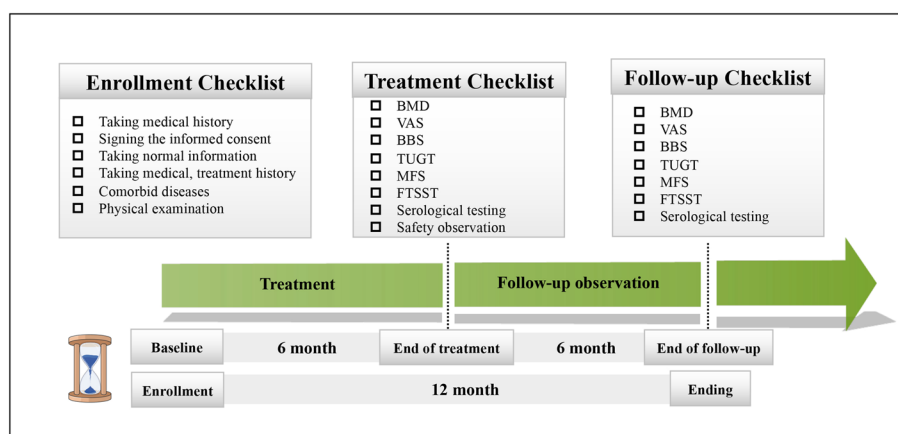 Enrollment Checklist
Taking medical history
Signing the informed consent
Taking normal information
Taking medical, treatment history
Comorbid diseases
Physical examination
Treatment Checklist
BMD
VAS
BBS
TUGT
MFS
FTSST
Serological testing
Safety observation
Follow-up Checklist
BMD
VAS
BBS
TUGT
MFS
FTSST
Serological testing
Treatment
Follow-up observation
Baseline
6 month
End of treatment
6 month
End of follow-up
Enrollment
12 month
Ending